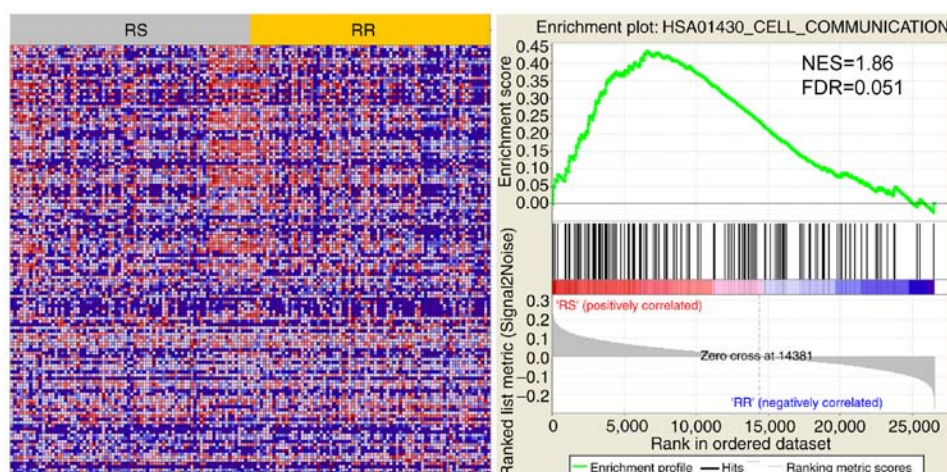 RS
RR
Enrichment plot: HSA01430_CELL_COMMUNICATION
Enrichment score
0.45
0.40
0.35
0.30
0.25
0.20
0.15
0.10
0.05
0.00
NES=1.86
FDR=0.051
Ranked list metric (Signal2Noise)
0.3
0.2
0.1
0.0
−0.1
−0.2
'RS' (positively correlated)
Zero cross at 14381
'RR' (negatively correlated)
0 5,000 10,000 15,000 20,000 25,000
Rank in ordered dataset
Enrichment profile Hits Ranking metric scores